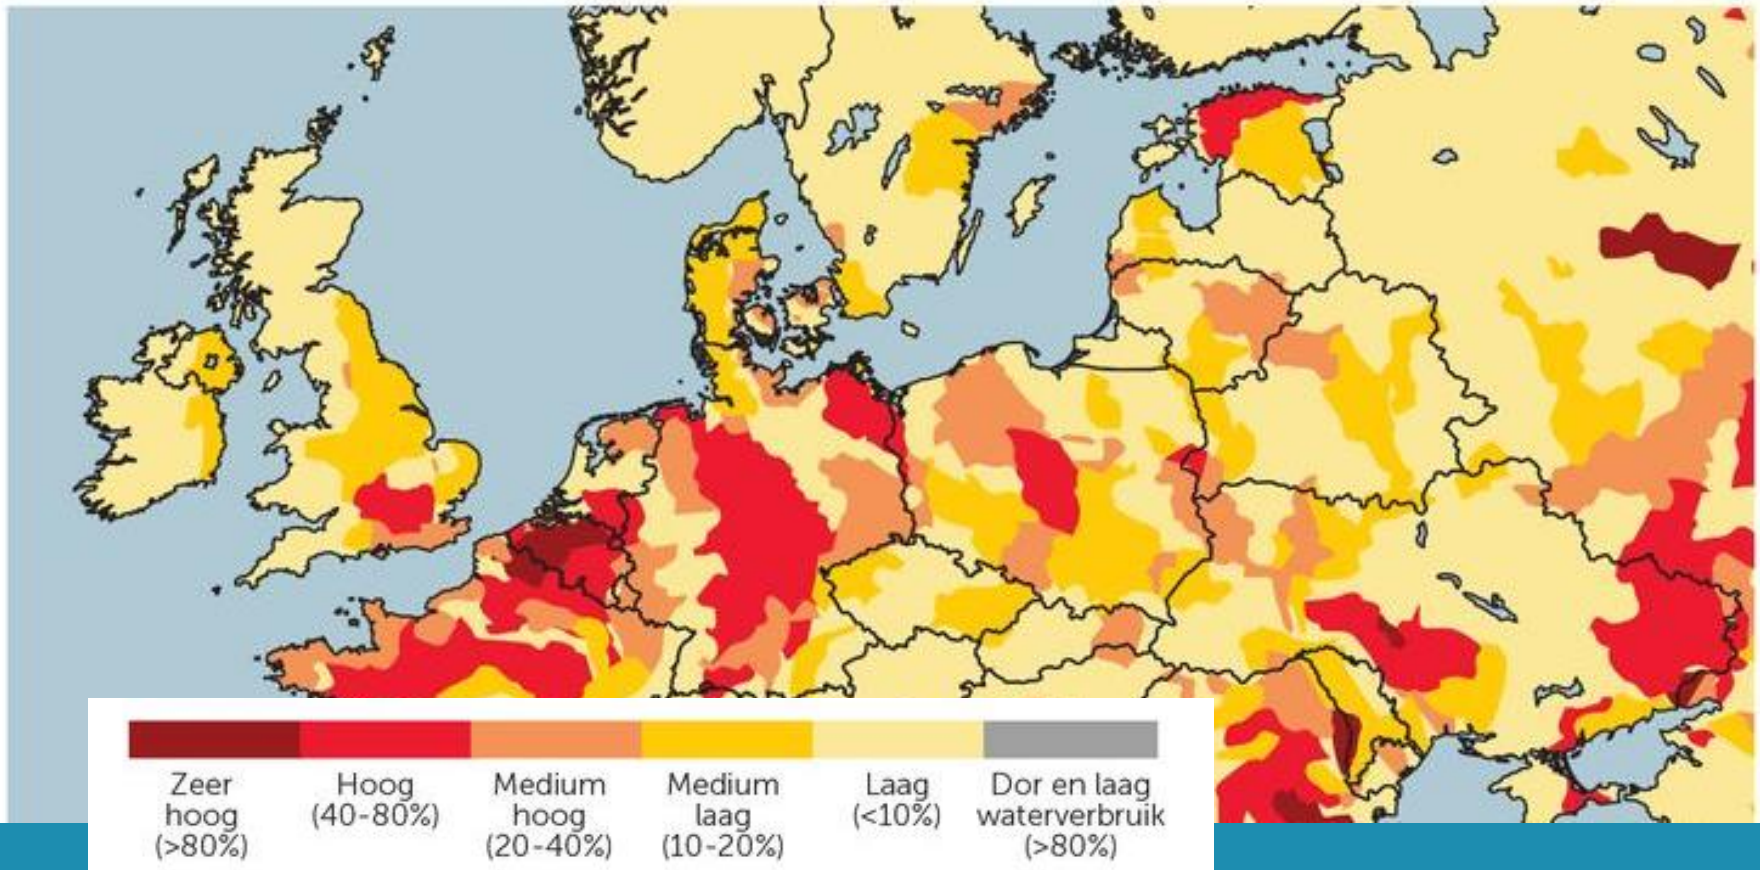 Zeer
hoog
(>80%)
Hoog
(40-80%)
Medium
hoog
(20-40%)
Medium
laag
(10-20%)
Laag
(<10%)
Dor en laag
waterverbruik
(>80%)